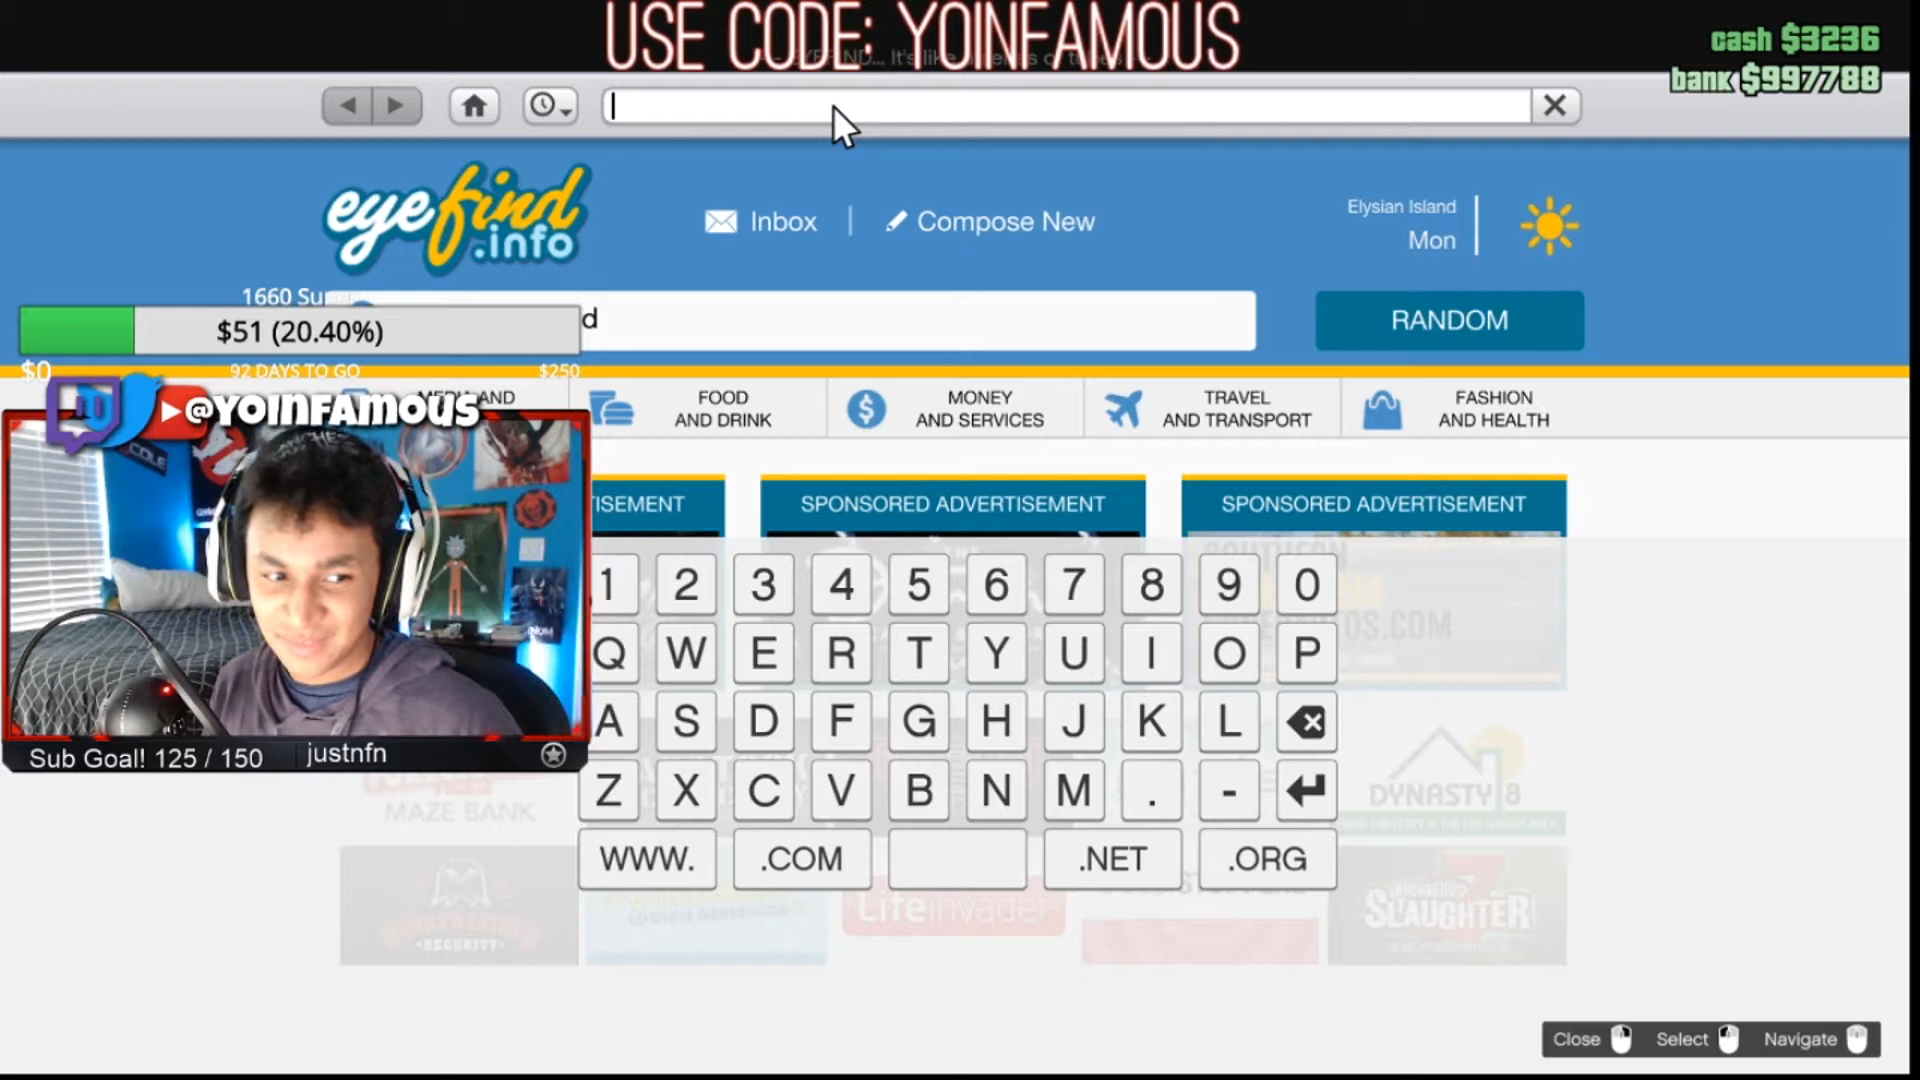 USE CODE: YOINFAMOUS
cash $3236
bank $997788
eyefind
.info
Inbox
Compose New
Elysian Island
Mon
1660 Su
d
RANDOM
$51 (20.40%)
$0
92 DAYS TO GO
$250
@YOINFAMOUS
FOOD
AND DRINK
MONEY
AND SERVICES
TRAVEL
AND TRANSPORT
FASHION
AND HEALTH
COLE
TISEMENT
SPONSORED ADVERTISEMENT
SPONSORED ADVERTISEMENT
1 2 3 4 5 6 7 8 9 0
Q W E R T Y U I O P
A S D F G H J K L
Z X C V B N M . -
WWW. .COM .NET .ORG
Sub Goal! 125 / 150
justnfn
MAZE BANK
DYNASTY 8
SECURITY
Lifeinvader
SLAUGHTER
Close
Select
Navigate